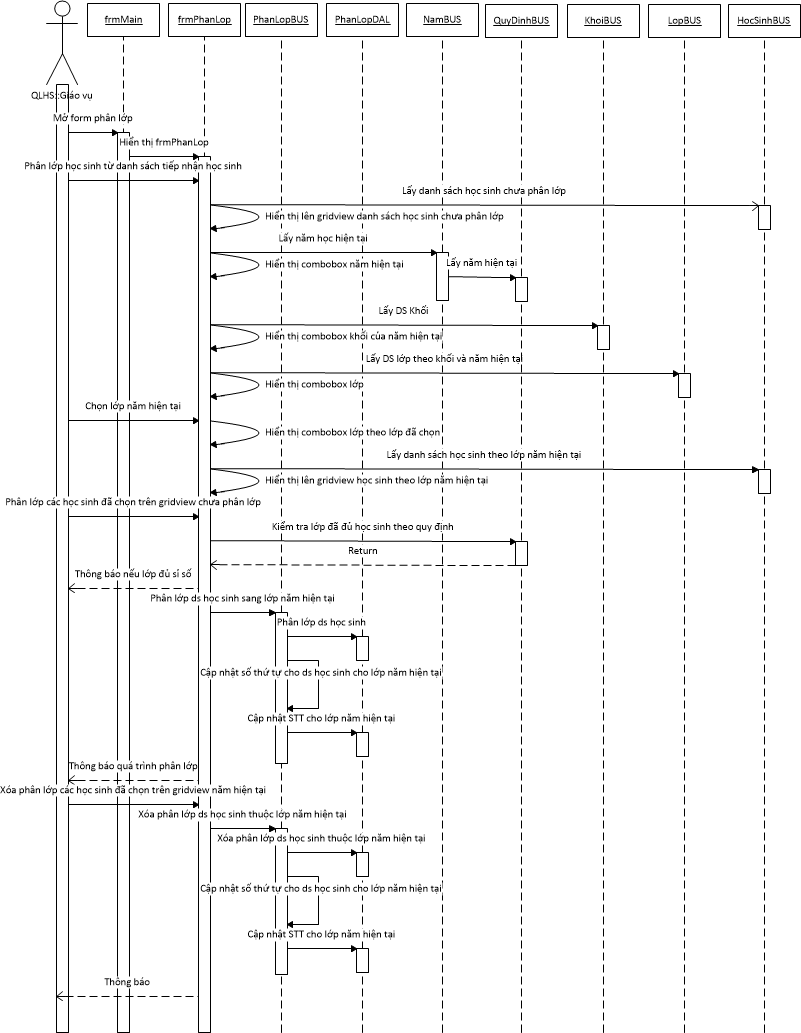 frmMain
frmPhanLop
PhanLopBUS
PhanLopDAL
NamBUS
QuyDinhBUS
KhoiBUS
LopBUS
HocSinhBUS
QLHS::Giáo vụ
Mở form phân lớp
Hiển thị frmPhanLop
Phân lớp học sinh từ danh sách tiếp nhận học sinh
Lấy danh sách học sinh chưa phân lớp
Hiển thị lên gridview danh sách học sinh chưa phân lớp
Lấy năm học hiện tại
Hiển thị combobox năm hiện tại
Lấy năm hiện tại
Lấy DS Khối
Hiển thị combobox khối của năm hiện tại
Lấy DS lớp theo khối và năm hiện tại
Hiển thị combobox lớp
Chọn lớp năm hiện tại
Hiển thị combobox lớp theo lớp đã chọn
Lấy danh sách học sinh theo lớp năm hiện tại
Hiển thị lên gridview học sinh theo lớp năm hiện tại
Phân lớp các học sinh đã chọn trên gridview chưa phân lớp
Kiểm tra lớp đã đủ học sinh theo quy định
Return
Thông báo nếu lớp đủ sỉ số
Phân lớp ds học sinh sang lớp năm hiện tại
Phân lớp ds học sinh
Cập nhật số thứ tự cho ds học sinh cho lớp năm hiện tại
Cập nhật STT cho lớp năm hiện tại
Thông báo quá trình phân lớp
Xóa phân lớp các học sinh đã chọn trên gridview năm hiện tại
Xóa phân lớp ds học sinh thuộc lớp năm hiện tại
Xóa phân lớp ds học sinh thuộc lớp năm hiện tại
Cập nhật số thứ tự cho ds học sinh cho lớp năm hiện tại
Cập nhật STT cho lớp năm hiện tại
Thông báo